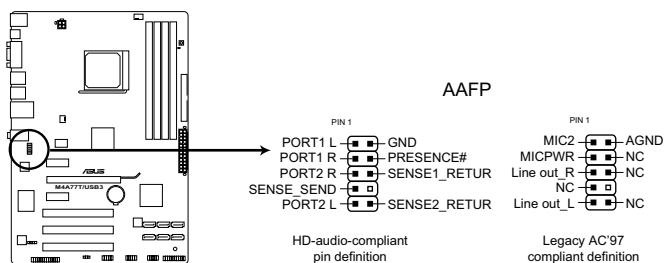 AAFP
PIN 1
PORT1 L GND
PORT1 R PRESENCE#
PORT2 R SENSE1_RETUR
SENSE_SEND
PORT2 L SENSE2_RETUR
HD-audio-compliant
pin definition
PIN 1
MIC2 AGND
MICPWR NC
Line out_R NC
NC
Line out_L NC
Legacy AC'97
compliant definition
ASUS
M4A77T/USB3